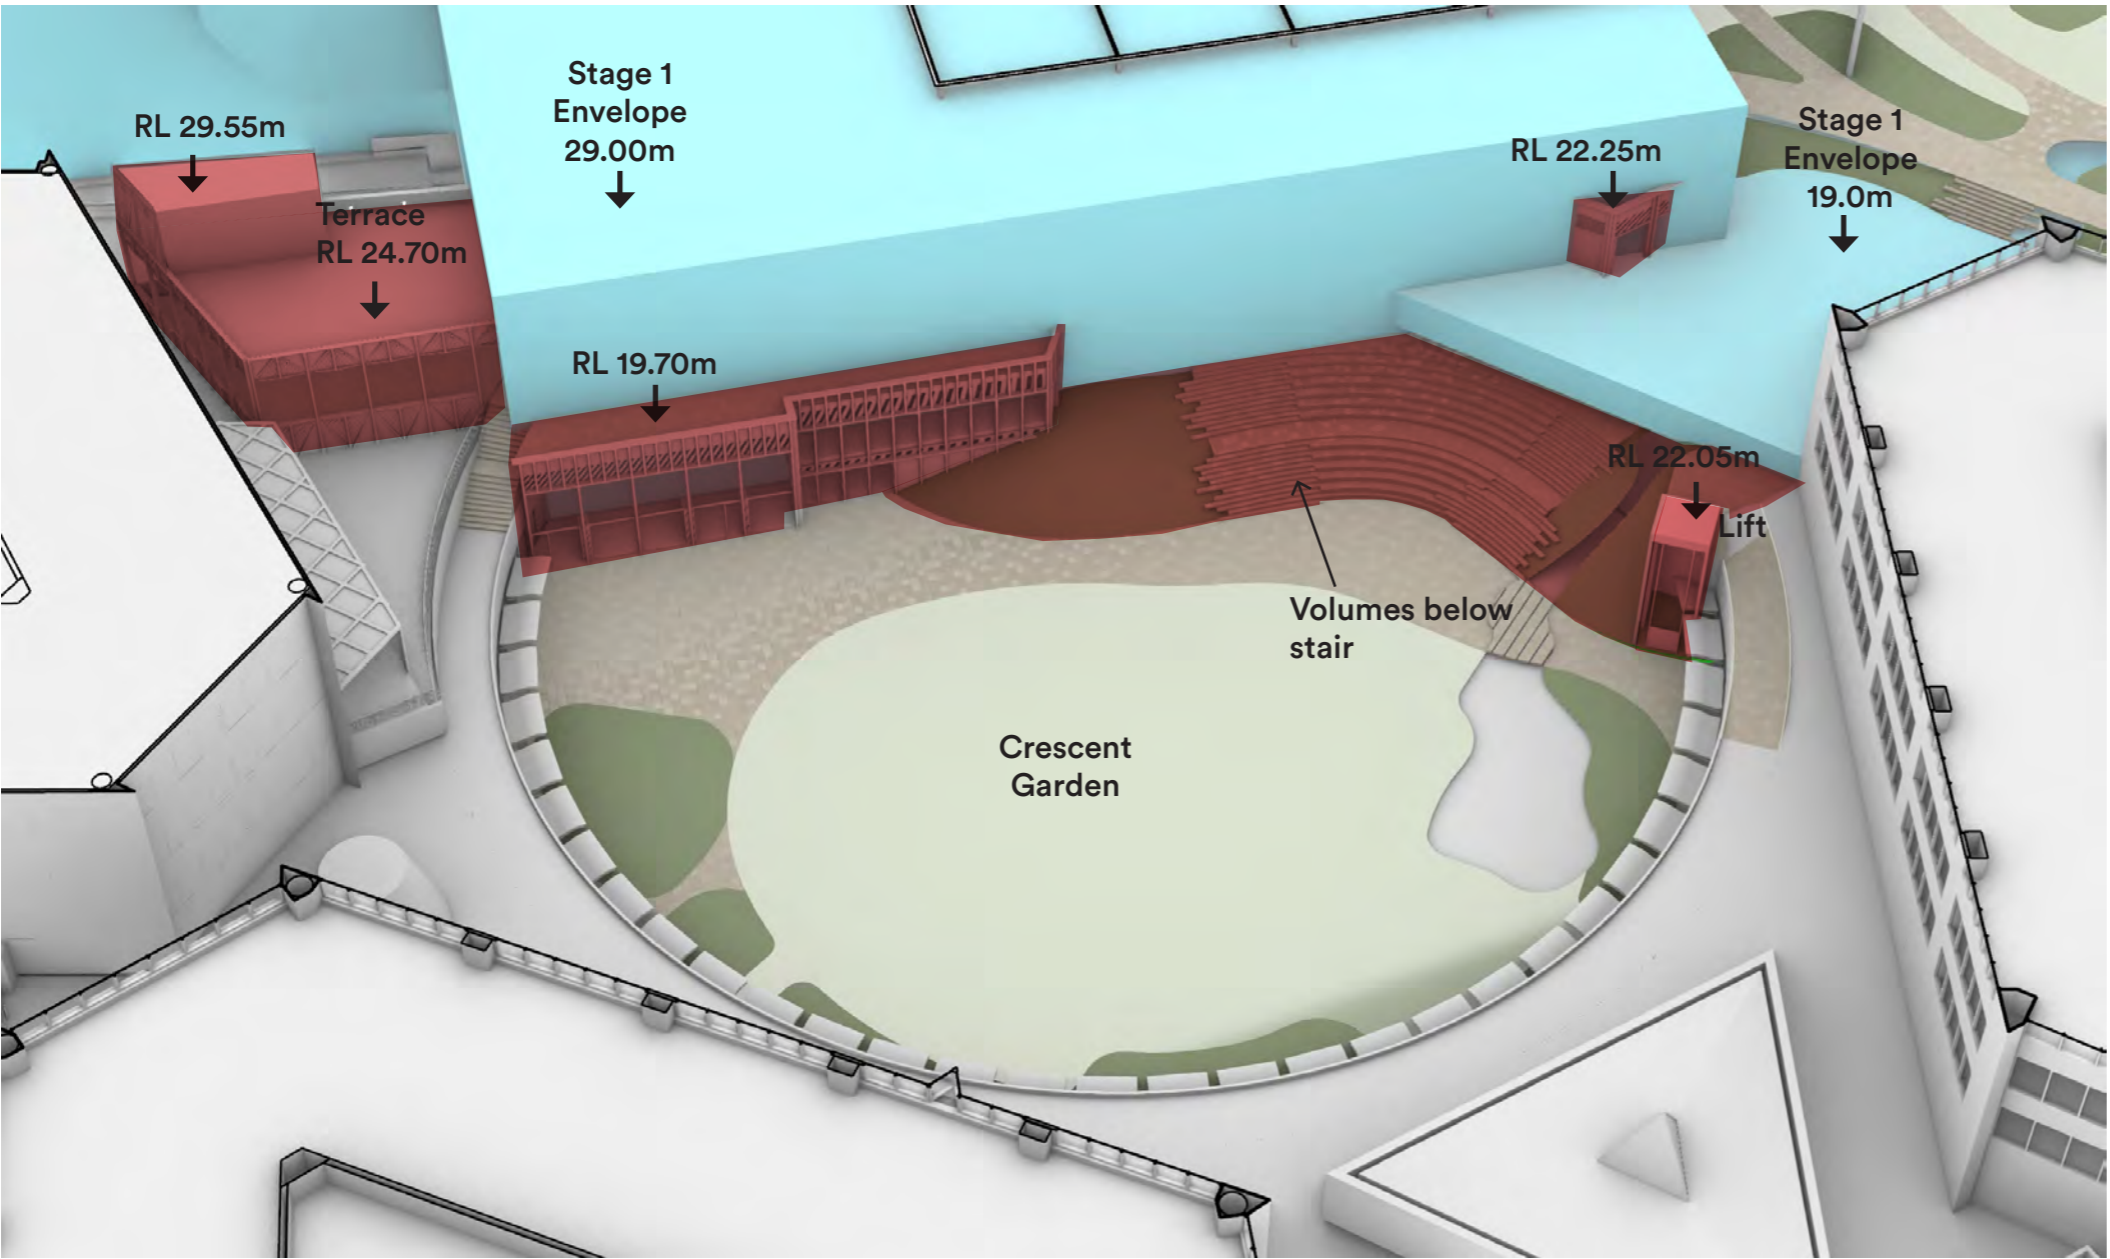 Stage 1
Envelope
29.00m
RL 29.55m
Stage 1
Envelope
19.0m
RL 22.25m
Terrace
RL 24.70m
RL 19.70m
RL 22.05m
Lift
Volumes below
stair
Crescent
Garden